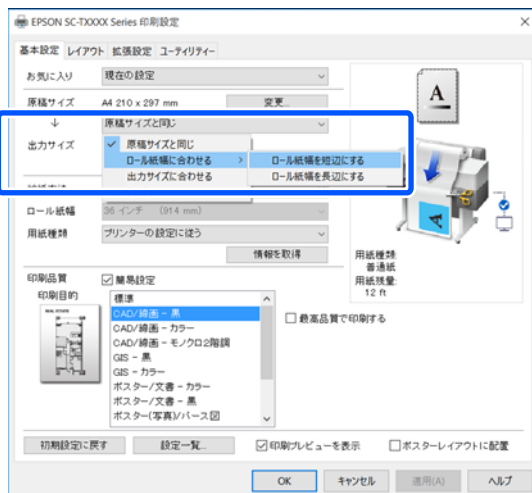 EPSON SC-TXXXX Series 印刷設定
基本設定 レイアウト 拡張設定 ユーティリティー
お気に入り 現在の設定
原稿サイズ A4 210 x 297 mm 変更...
↓ 原稿サイズと同じ
出力サイズ ✓ 原稿サイズと同じ
ロール紙幅に合わせる > ロール紙幅を短辺にする
出力サイズに合わせる ロール紙幅を長辺にする
ロール紙幅 36 インチ (914 mm)
用紙種類 プリンターの設定に従う
情報を取得
用紙種類:
普通紙
用紙残量:
12 ft
印刷品質 簡易設定
印刷目的 標準
CAD/線画 - 黒
CAD/線画 - カラー
CAD/線画 - モノクロ2階調
GIS - 黒
GIS - カラー
ポスター/文書 - カラー
ポスター/文書 - 黒
ポスター(写真)/パース図
最高品質で印刷する
A
A
REAL ESTATE
初期設定に戻す 設定一覧... 印刷プレビューを表示 ポスターレイアウトに配置
OK キャンセル 適用(A) ヘルプ